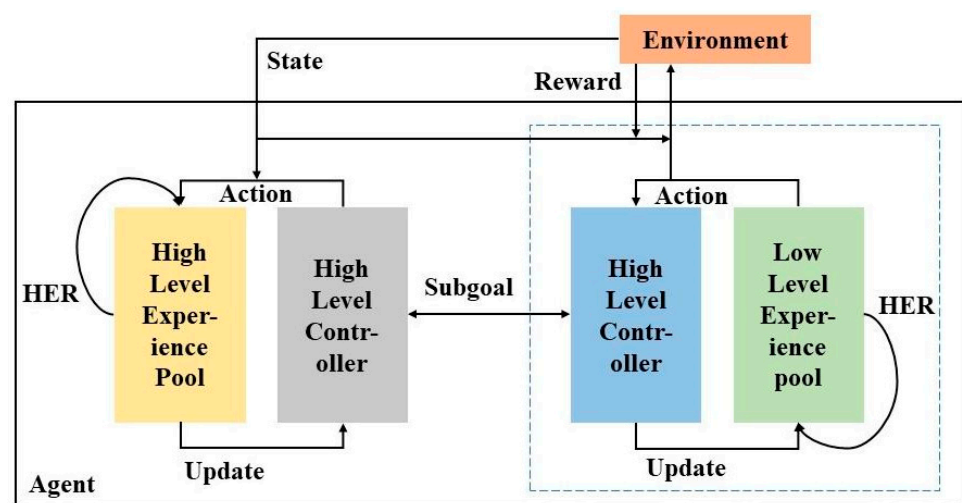 Environment
State
Reward
Action
Action
High
Level
Exper-
ience
Pool
High
Level
Contr-
oller
High
Level
Contr-
oller
Low
Level
Exper-
ience
pool
HER
Subgoal
HER
Update
Update
Agent